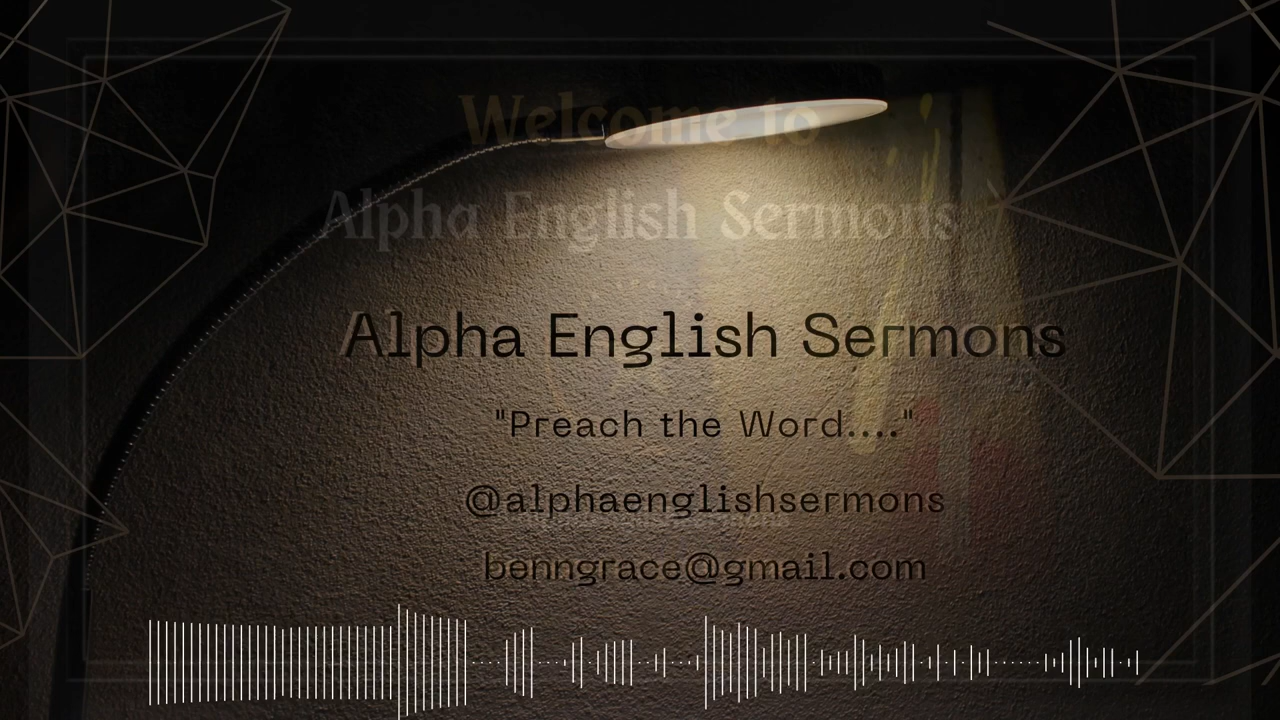 Welcome to
Alpha English Sermons
Alpha English Sermons
"Preach the Word...."
@alphaenglishsermons
benngrace@gmail.com